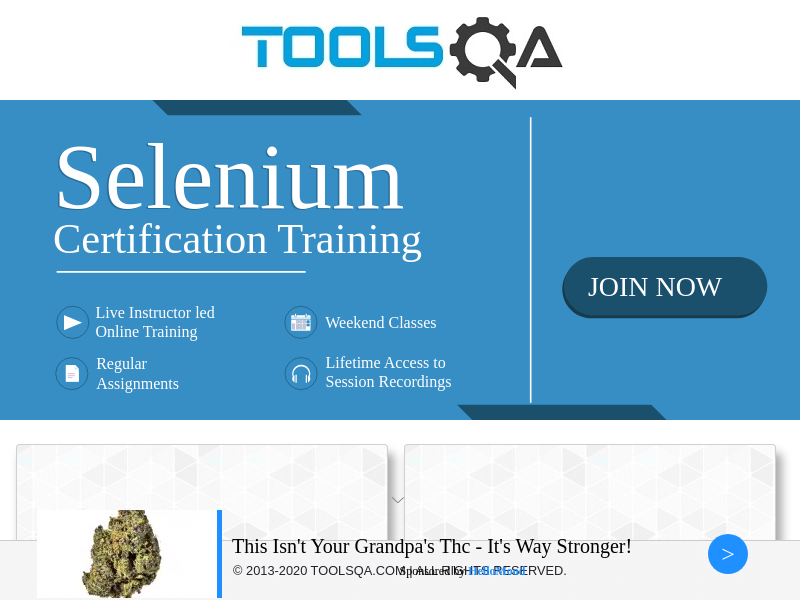 TOOLSQA
Selenium
Certification Training
JOIN NOW
Live Instructor led
Online Training
Weekend Classes
Regular
Assignments
Lifetime Access to
Session Recordings
This Isn't Your Grandpa's Thc - It's Way Stronger!
© 2013-2020 TOOLSQA.COM | ALL RIGHTS RESERVED.
Sponsored by